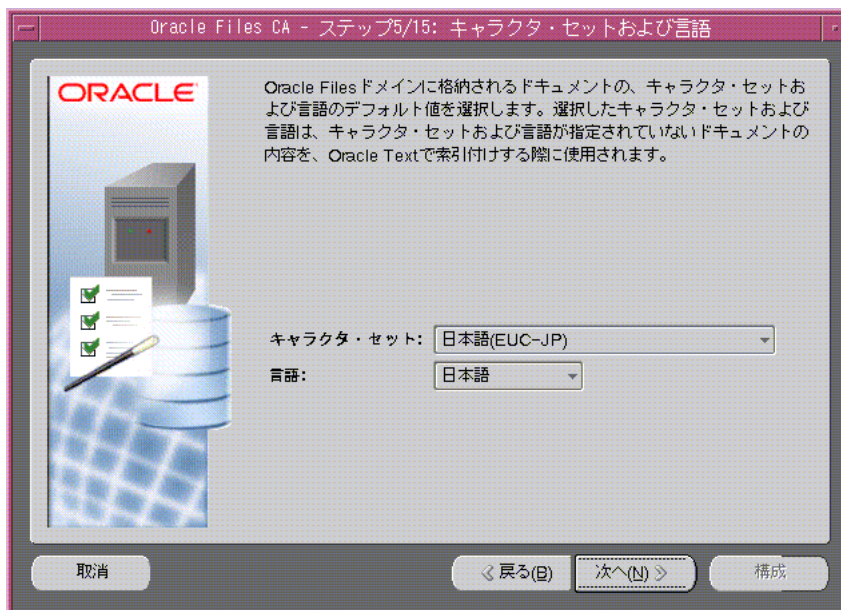 Oracle Files CA - ステップ5/15: キャラクタ・セットおよび言語
ORACLE
Oracle Filesドメインに格納されるドキュメントの、キャラクタ・セットお
よび言語のデフォルト値を選択します。選択したキャラクタ・セットおよび
言語は、キャラクタ・セットおよび言語が指定されていないドキュメントの
内容を、Oracle Textで索引付けする際に使用されます。
キャラクタ・セット: 日本語(EUC-JP)
言語: 日本語
取消 戻る(B) 次へ(N) 構成